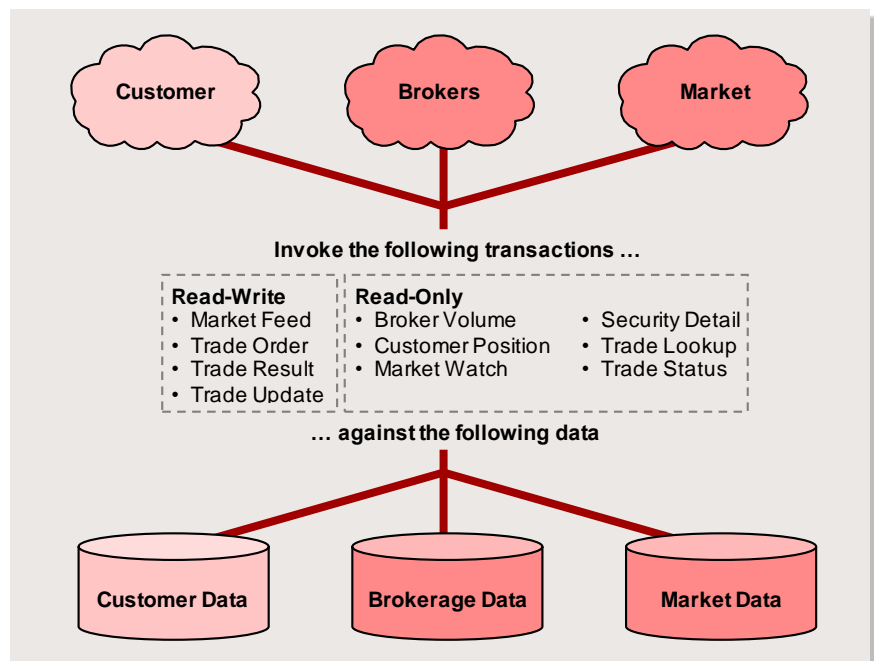 Customer
Brokers
Market
Invoke the following transactions …
Read-Write
• Market Feed
• Trade Order
• Trade Result
• Trade Update
Read-Only
• Broker Volume
• Customer Position
• Market Watch
• Security Detail
• Trade Lookup
• Trade Status
… against the following data
Customer Data
Brokerage Data
Market Data